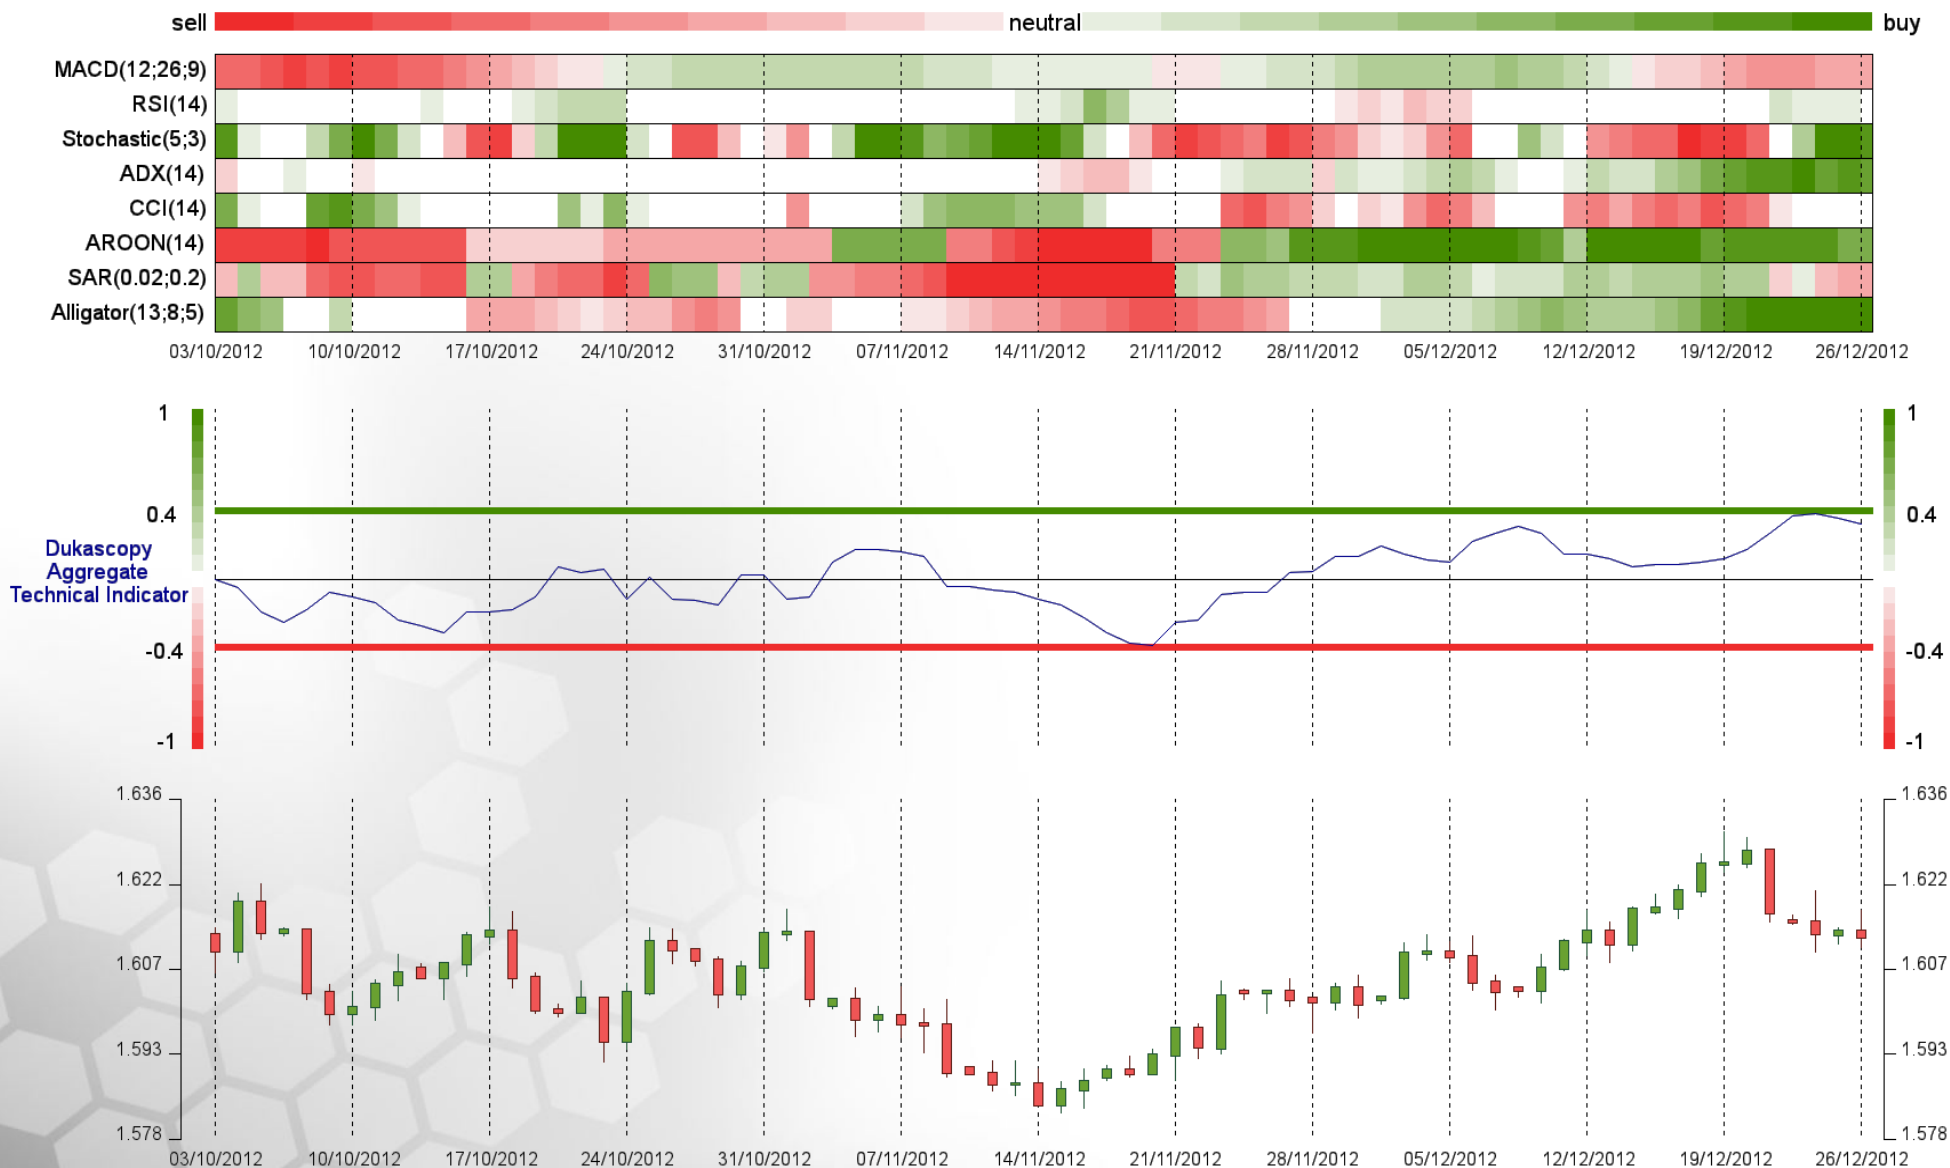 sell neutral buy
MACD(12;26;9)
RSI(14)
Stochastic(5;3)
ADX(14)
CCI(14)
AROON(14)
SAR(0.02;0.2)
Alligator(13;8;5)
03/10/2012 10/10/2012 17/10/2012 24/10/2012 31/10/2012 07/11/2012 14/11/2012 21/11/2012 28/11/2012 05/12/2012 12/12/2012 19/12/2012 26/12/2012
1 1
0.4 0.4
Dukascopy
Aggregate
Technical Indicator
-0.4 -0.4
-1 -1
1.636 1.636
1.622 1.622
1.607 1.607
1.593 1.593
1.578 1.578
03/10/2012 10/10/2012 17/10/2012 24/10/2012 31/10/2012 07/11/2012 14/11/2012 21/11/2012 28/11/2012 05/12/2012 12/12/2012 19/12/2012 26/12/2012